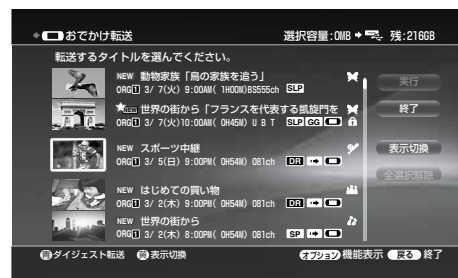 おでかけ転送 選択容量:0MB 残:216GB
転送するタイトルを選んでください。
NEW 動物家族「鳥の家族を追う」
ORG1 3/ 7(火) 9:00AM( 1H00M)BS555ch SLP
世界の街から「フランスを代表する凱旋門を
ORG1 3/ 7(火)10:00AM( 0H45M) U B T SLP GG
NEW スポーツ中継
ORG1 3/ 5(日) 9:00PM( 0H54M) 081ch DR
NEW はじめての買い物
ORG1 3/ 2(木) 9:00PM( 0H54M) 081ch DR
NEW 世界の街から
ORG1 3/ 2(木) 8:00PM( 0H54M) 081ch SP
実行
終了
表示切換
全選択解除
青 ダイジェスト転送 黄 表示切換 オプション 機能表示 戻る 終了